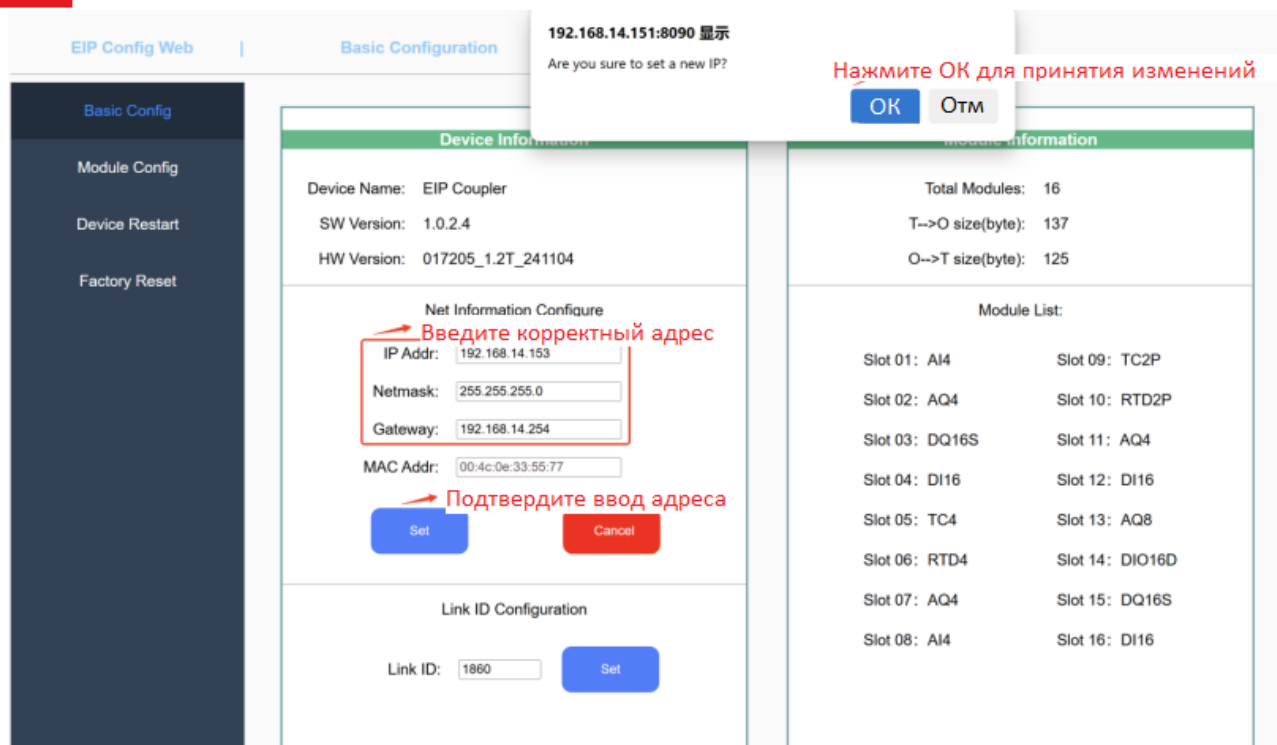 192.168.14.151:8090 显示
Are you sure to set a new IP?
Нажмите ОК для принятия изменений
ОК
Отм
EIP Config Web | Basic Configuration
Basic Config
Module Config
Device Restart
Factory Reset
Device Information
Device Name: EIP Coupler
SW Version: 1.0.2.4
HW Version: 017205_1.2T_241104
Net Information Configure
Введите корректный адрес
IP Addr: 192.168.14.153
Netmask: 255.255.255.0
Gateway: 192.168.14.254
MAC Addr: 00:4c:0e:33:55:77
Подтвердите ввод адреса
Set
Cancel
Link ID Configuration
Link ID: 1860
Set
Module Information
Total Modules: 16
T-->O size(byte): 137
O-->T size(byte): 125
Module List:
Slot 01: AI4
Slot 09: TC2P
Slot 02: AQ4
Slot 10: RTD2P
Slot 03: DQ16S
Slot 11: AQ4
Slot 04: DI16
Slot 12: DI16
Slot 05: TC4
Slot 13: AQ8
Slot 06: RTD4
Slot 14: DIO16D
Slot 07: AQ4
Slot 15: DQ16S
Slot 08: AI4
Slot 16: DI16